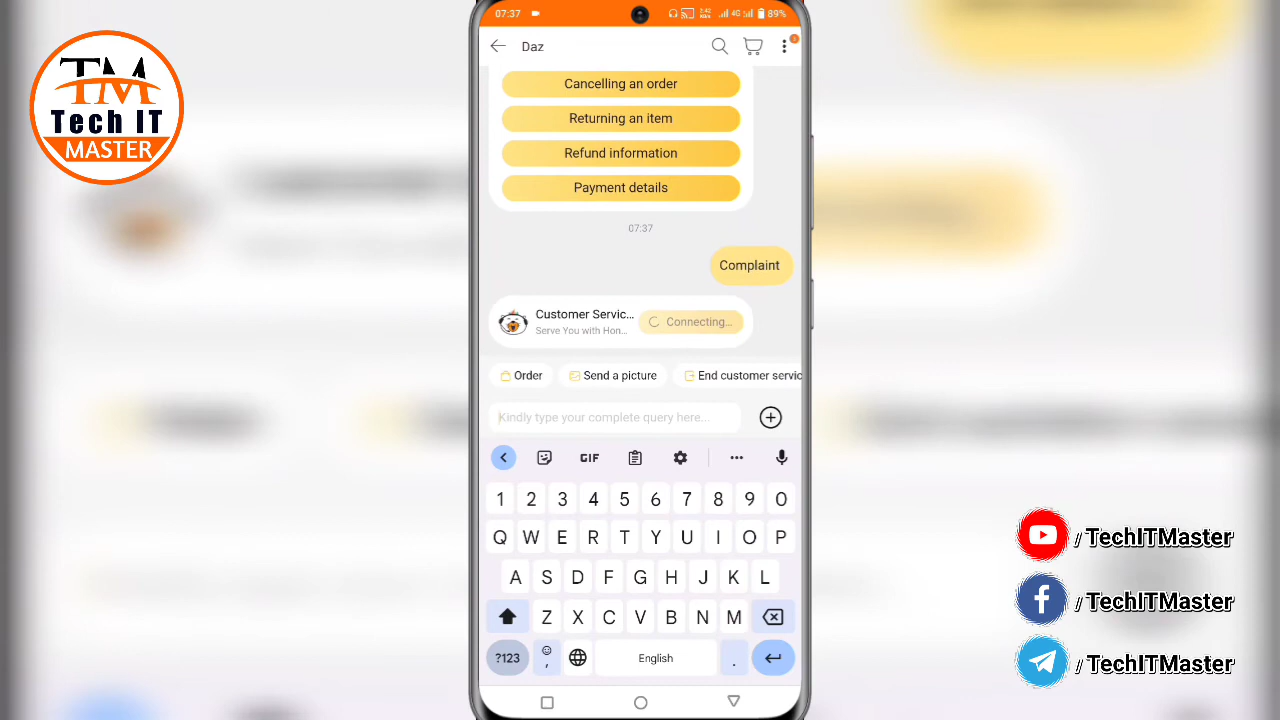 TM
Tech IT
MASTER
07:37
4G
89%
Daz
Cancelling an order
Returning an item
Refund information
Payment details
07:37
Complaint
Customer Servic...
Serve You with Hon...
Connecting...
Order
Send a picture
End customer servic
Kindly type your complete query here...
GIF
1 2 3 4 5 6 7 8 9 0
Q W E R T Y U I O P
A S D F G H J K L
Z X C V B N M
?123 , English .
/ TechITMaster
f / TechITMaster
/ TechITMaster